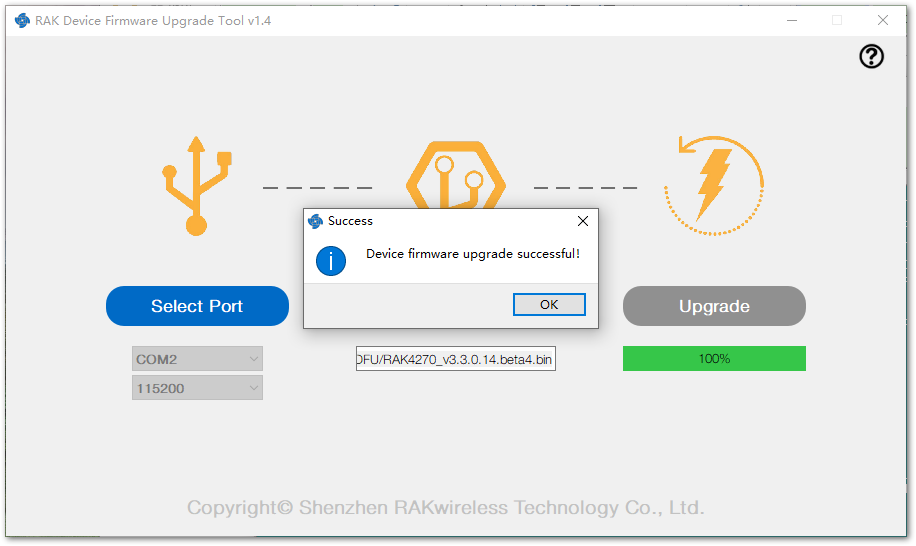 RAK Device Firmware Upgrade Tool v1.4
Success
Device firmware upgrade successful!
OK
Select Port
Upgrade
COM2
DFU/RAK4270_v3.3.0.14.beta4.bin
100%
115200
Copyright© Shenzhen RAKwireless Technology Co., Ltd.